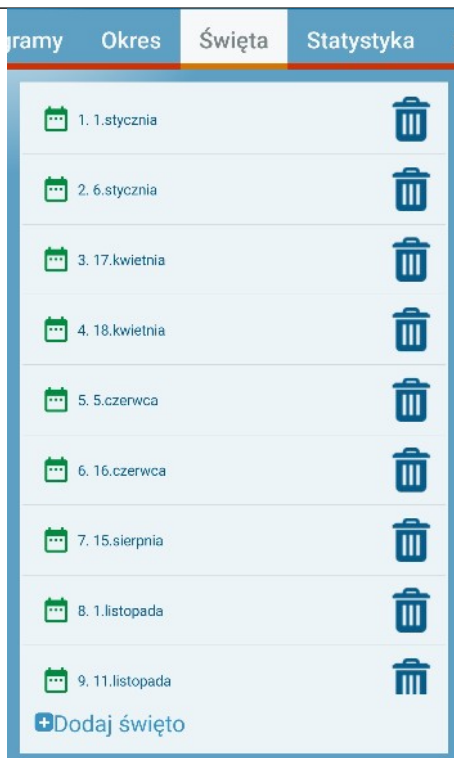 gramy Okres Święta Statystyka
1. 1.stycznia
2. 6.stycznia
3. 17.kwietnia
4. 18.kwietnia
5. 5.czerwca
6. 16.czerwca
7. 15.sierpnia
8. 1.listopada
9. 11.listopada
Dodaj święto